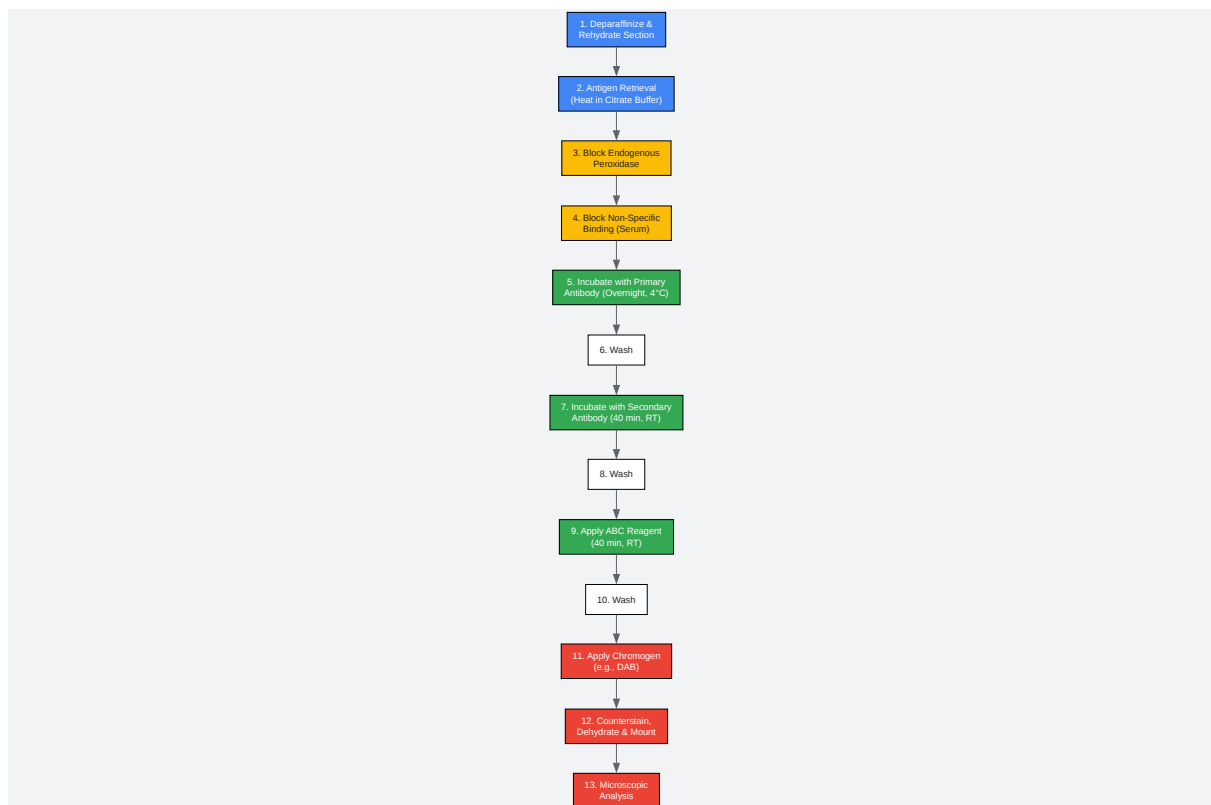 1. Deparaffinize &
Rehydrate Section
2. Antigen Retrieval
(Heat in Citrate Buffer)
3. Block Endogenous
Peroxidase
4. Block Non-Specific
Binding (Serum)
5. Incubate with Primary
Antibody (Overnight, 4°C)
6. Wash
7. Incubate with Secondary
Antibody (40 min, RT)
8. Wash
9. Apply ABC Reagent
(40 min, RT)
10. Wash
11. Apply Chromogen
(e.g., DAB)
12. Counterstain,
Dehydrate & Mount
13. Microscopic
Analysis